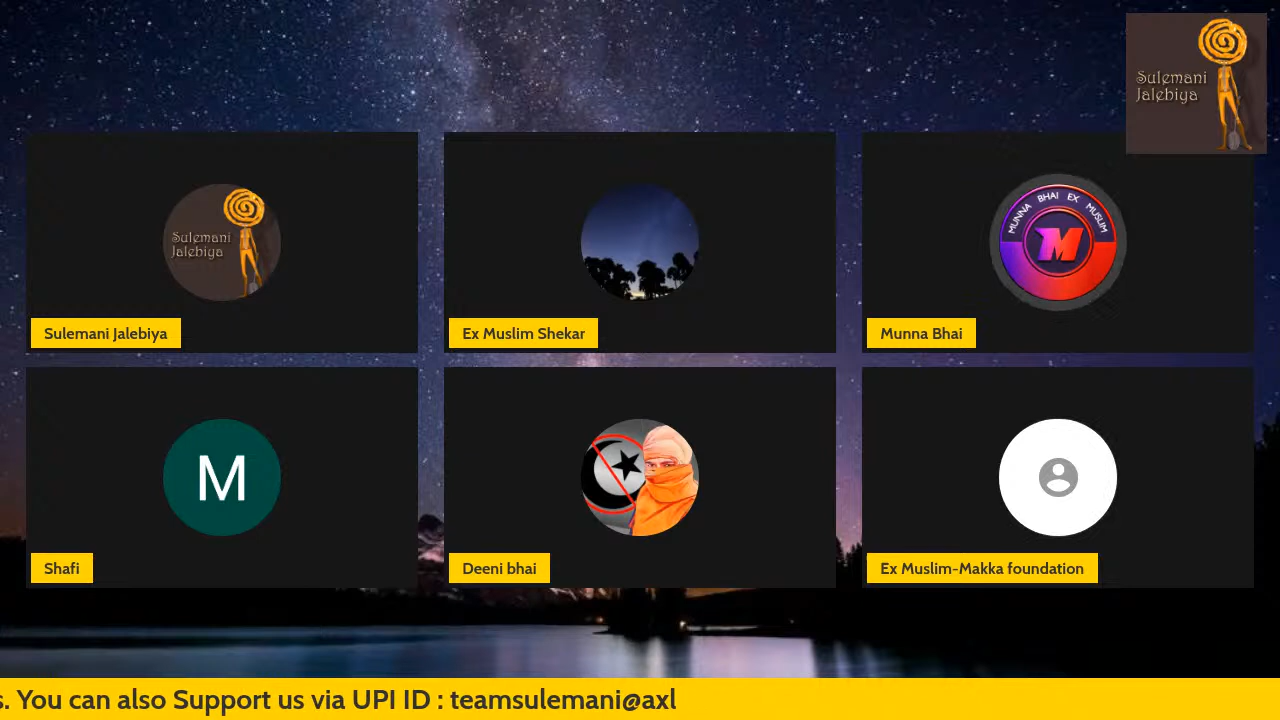 Sulemani
Jalebiya
Sulemani
Jalebiya
Sulemani Jalebiya
Ex Muslim Shekar
MUNNA BHAI EX MUSLIM
M
Munna Bhai
M
Shafi
Deeni bhai
Ex Muslim-Makka foundation
s. You can also Support us via UPI ID : teamsulemani@axl